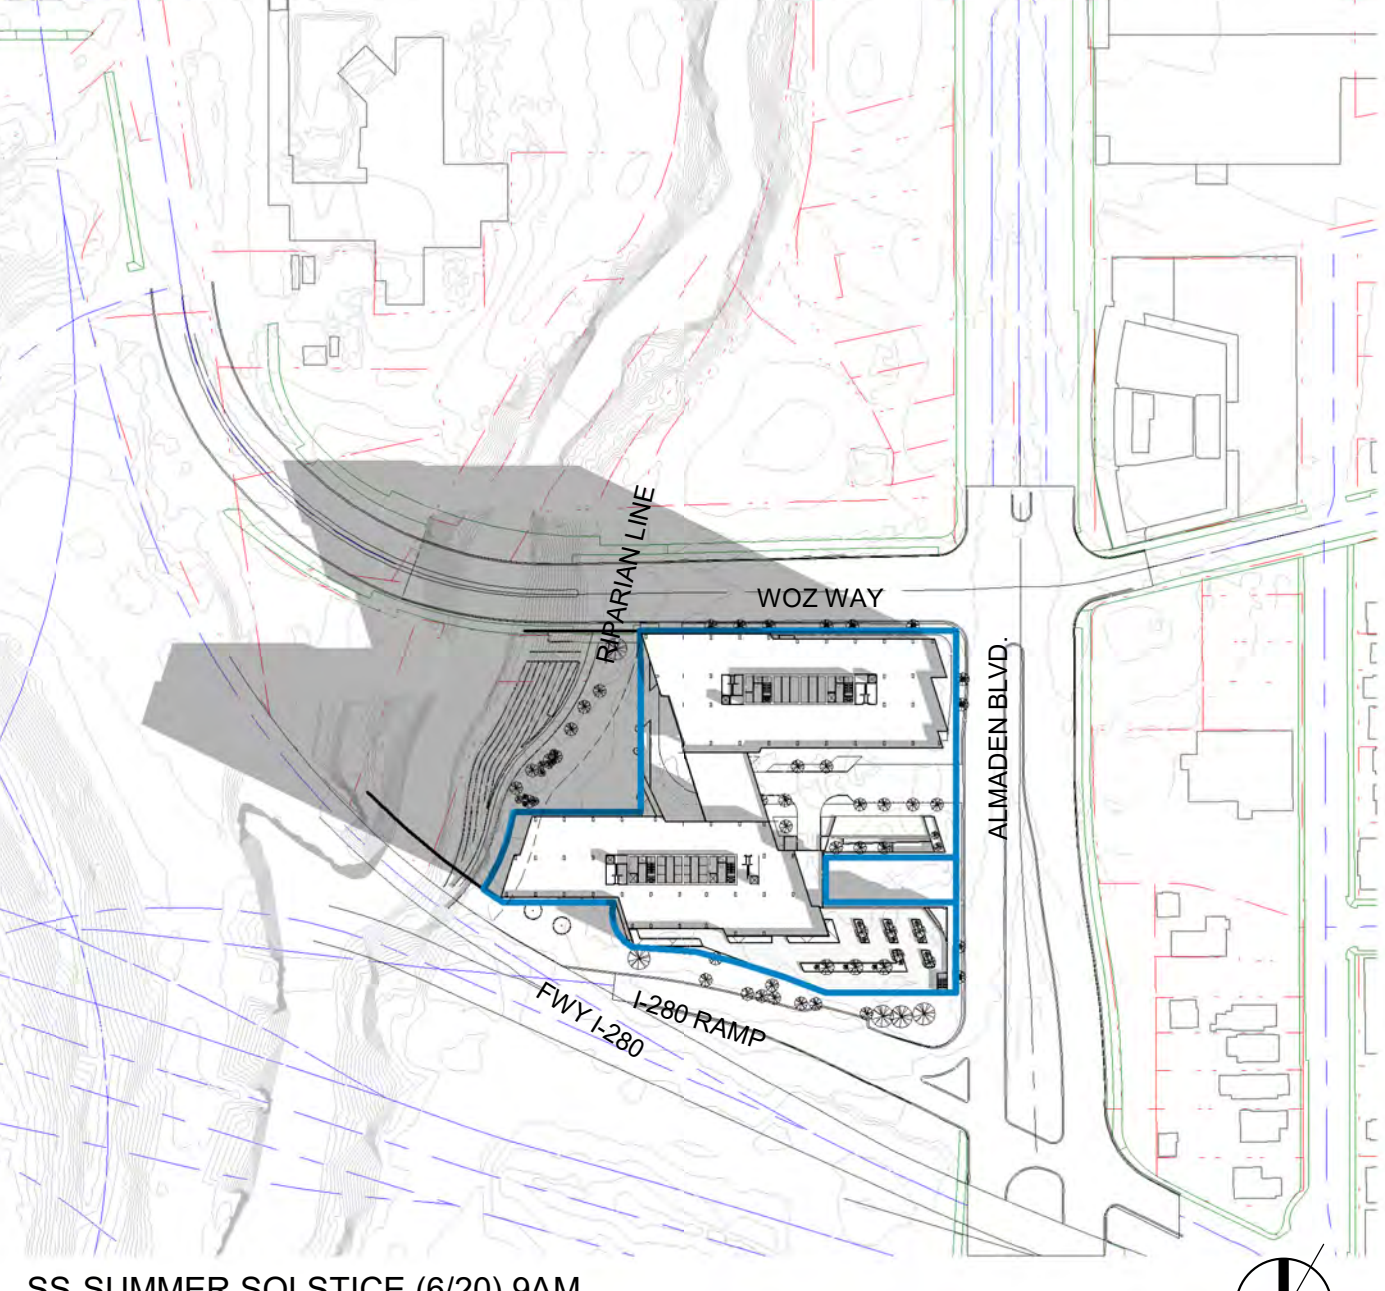 RIPARIAN LINE
WOZ WAY
ALMADEN BLVD.
FWY I-280
I-280 RAMP
SS-SUMMER SOLSTICE (6/20) 9AM